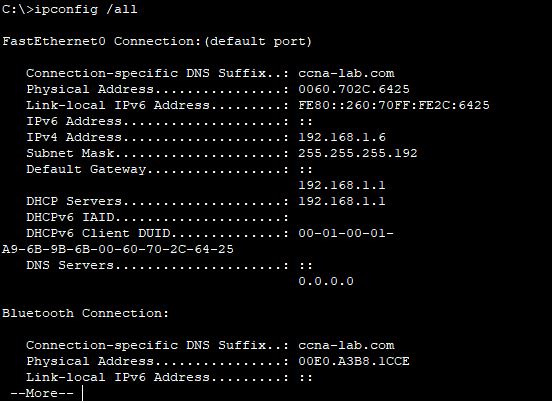 C:\>ipconfig /all
FastEthernet0 Connection:(default port)
Connection-specific DNS Suffix..: ccna-lab.com
Physical Address................: 0060.702C.6425
Link-local IPv6 Address.........: FE80::260:70FF:FE2C:6425
IPv6 Address....................: ::
IPv4 Address....................: 192.168.1.6
Subnet Mask.....................: 255.255.255.192
Default Gateway.................: ::
192.168.1.1
DHCP Servers....................: 192.168.1.1
DHCPv6 IAID.....................:
DHCPv6 Client DUID..............: 00-01-00-01-
A9-6B-9B-6B-00-60-70-2C-64-25
DNS Servers.....................: ::
0.0.0.0
Bluetooth Connection:
Connection-specific DNS Suffix..: ccna-lab.com
Physical Address................: 00E0.A3B8.1CCE
Link-local IPv6 Address.........: ::
--More--